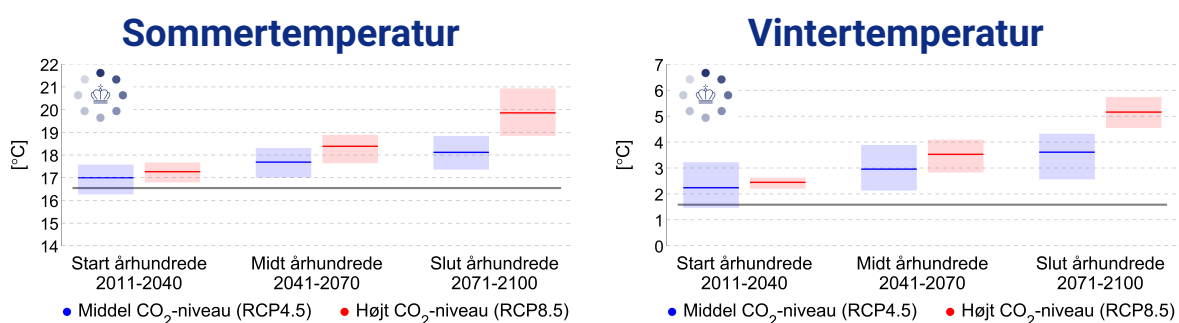 Sommertemperatur
22
21
20
19
18
17
16
15
14
[°C]
Start århundrede
2011-2040
Midt århundrede
2041-2070
Slut århundrede
2071-2100
Middel CO2-niveau (RCP4.5)
Højt CO2-niveau (RCP8.5)
Vintertemperatur
7
6
5
4
3
2
1
0
[°C]
Start århundrede
2011-2040
Midt århundrede
2041-2070
Slut århundrede
2071-2100
Middel CO2-niveau (RCP4.5)
Højt CO2-niveau (RCP8.5)